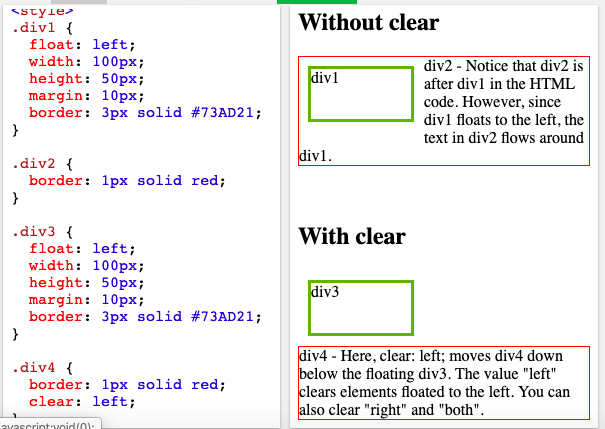 <style>
.div1 {
  float: left;
  width: 100px;
  height: 50px;
  margin: 10px;
  border: 3px solid #73AD21;
}
.div2 {
  border: 1px solid red;
}
.div3 {
  float: left;
  width: 100px;
  height: 50px;
  margin: 10px;
  border: 3px solid #73AD21;
}
.div4 {
  border: 1px solid red;
  clear: left;
}
avascript:void(0);
Without clear
div1
div2 - Notice that div2 is
after div1 in the HTML
code. However, since
div1 floats to the left, the
text in div2 flows around
div1.
With clear
div3
div4 - Here, clear: left; moves div4 down
below the floating div3. The value "left"
clears elements floated to the left. You can
also clear "right" and "both".